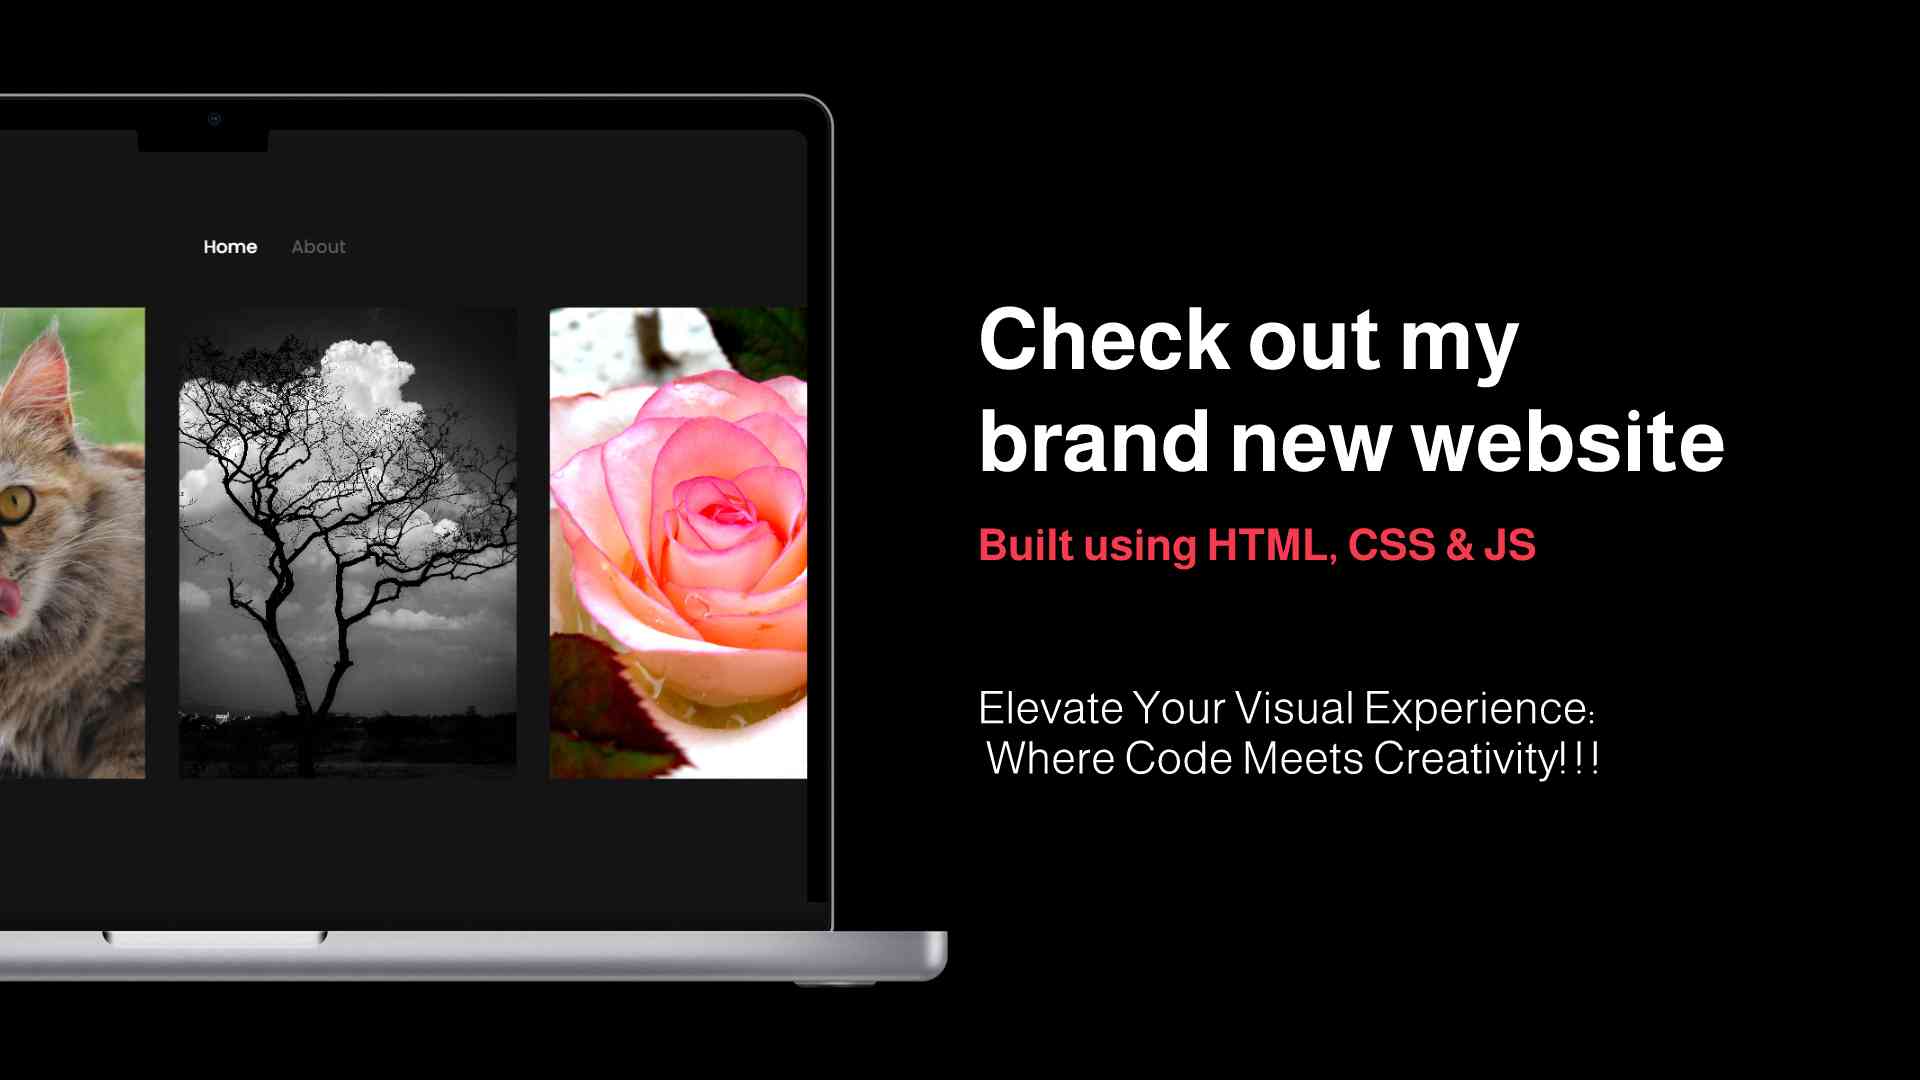 Home About
Check out my
brand new website
Built using HTML, CSS & JS
Elevate Your Visual Experience:
Where Code Meets Creativity!!!